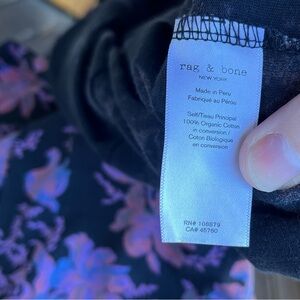 rag & bone
NEW YORK
Made in Peru
Fabriqué au Pérou
Self/Tissu Principal
100% Organic Cotton
in conversion /
Coton Biologique
en conversion
RN# 106879
CA# 45760